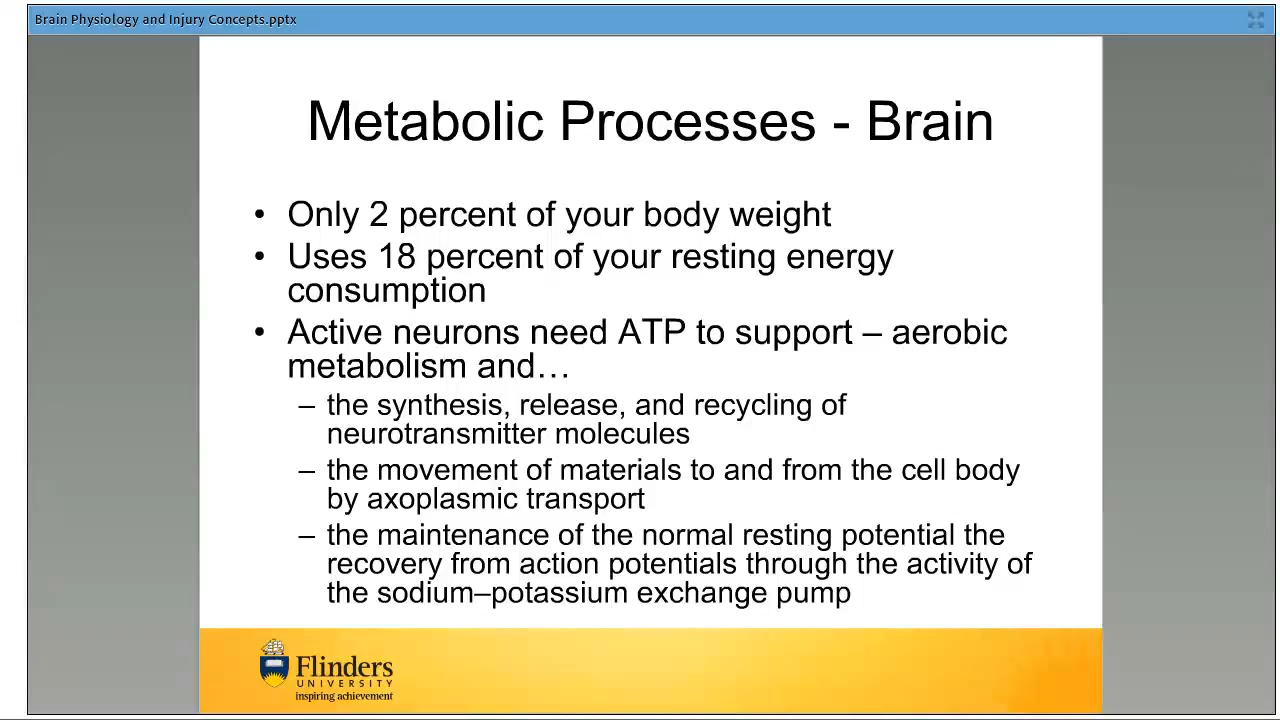 Brain Physiology and Injury Concepts.pptx
Metabolic Processes - Brain
• Only 2 percent of your body weight
• Uses 18 percent of your resting energy
consumption
• Active neurons need ATP to support – aerobic
metabolism and…
– the synthesis, release, and recycling of
neurotransmitter molecules
– the movement of materials to and from the cell body
by axoplasmic transport
– the maintenance of the normal resting potential the
recovery from action potentials through the activity of
the sodium–potassium exchange pump
Flinders
UNIVERSITY
inspiring achievement